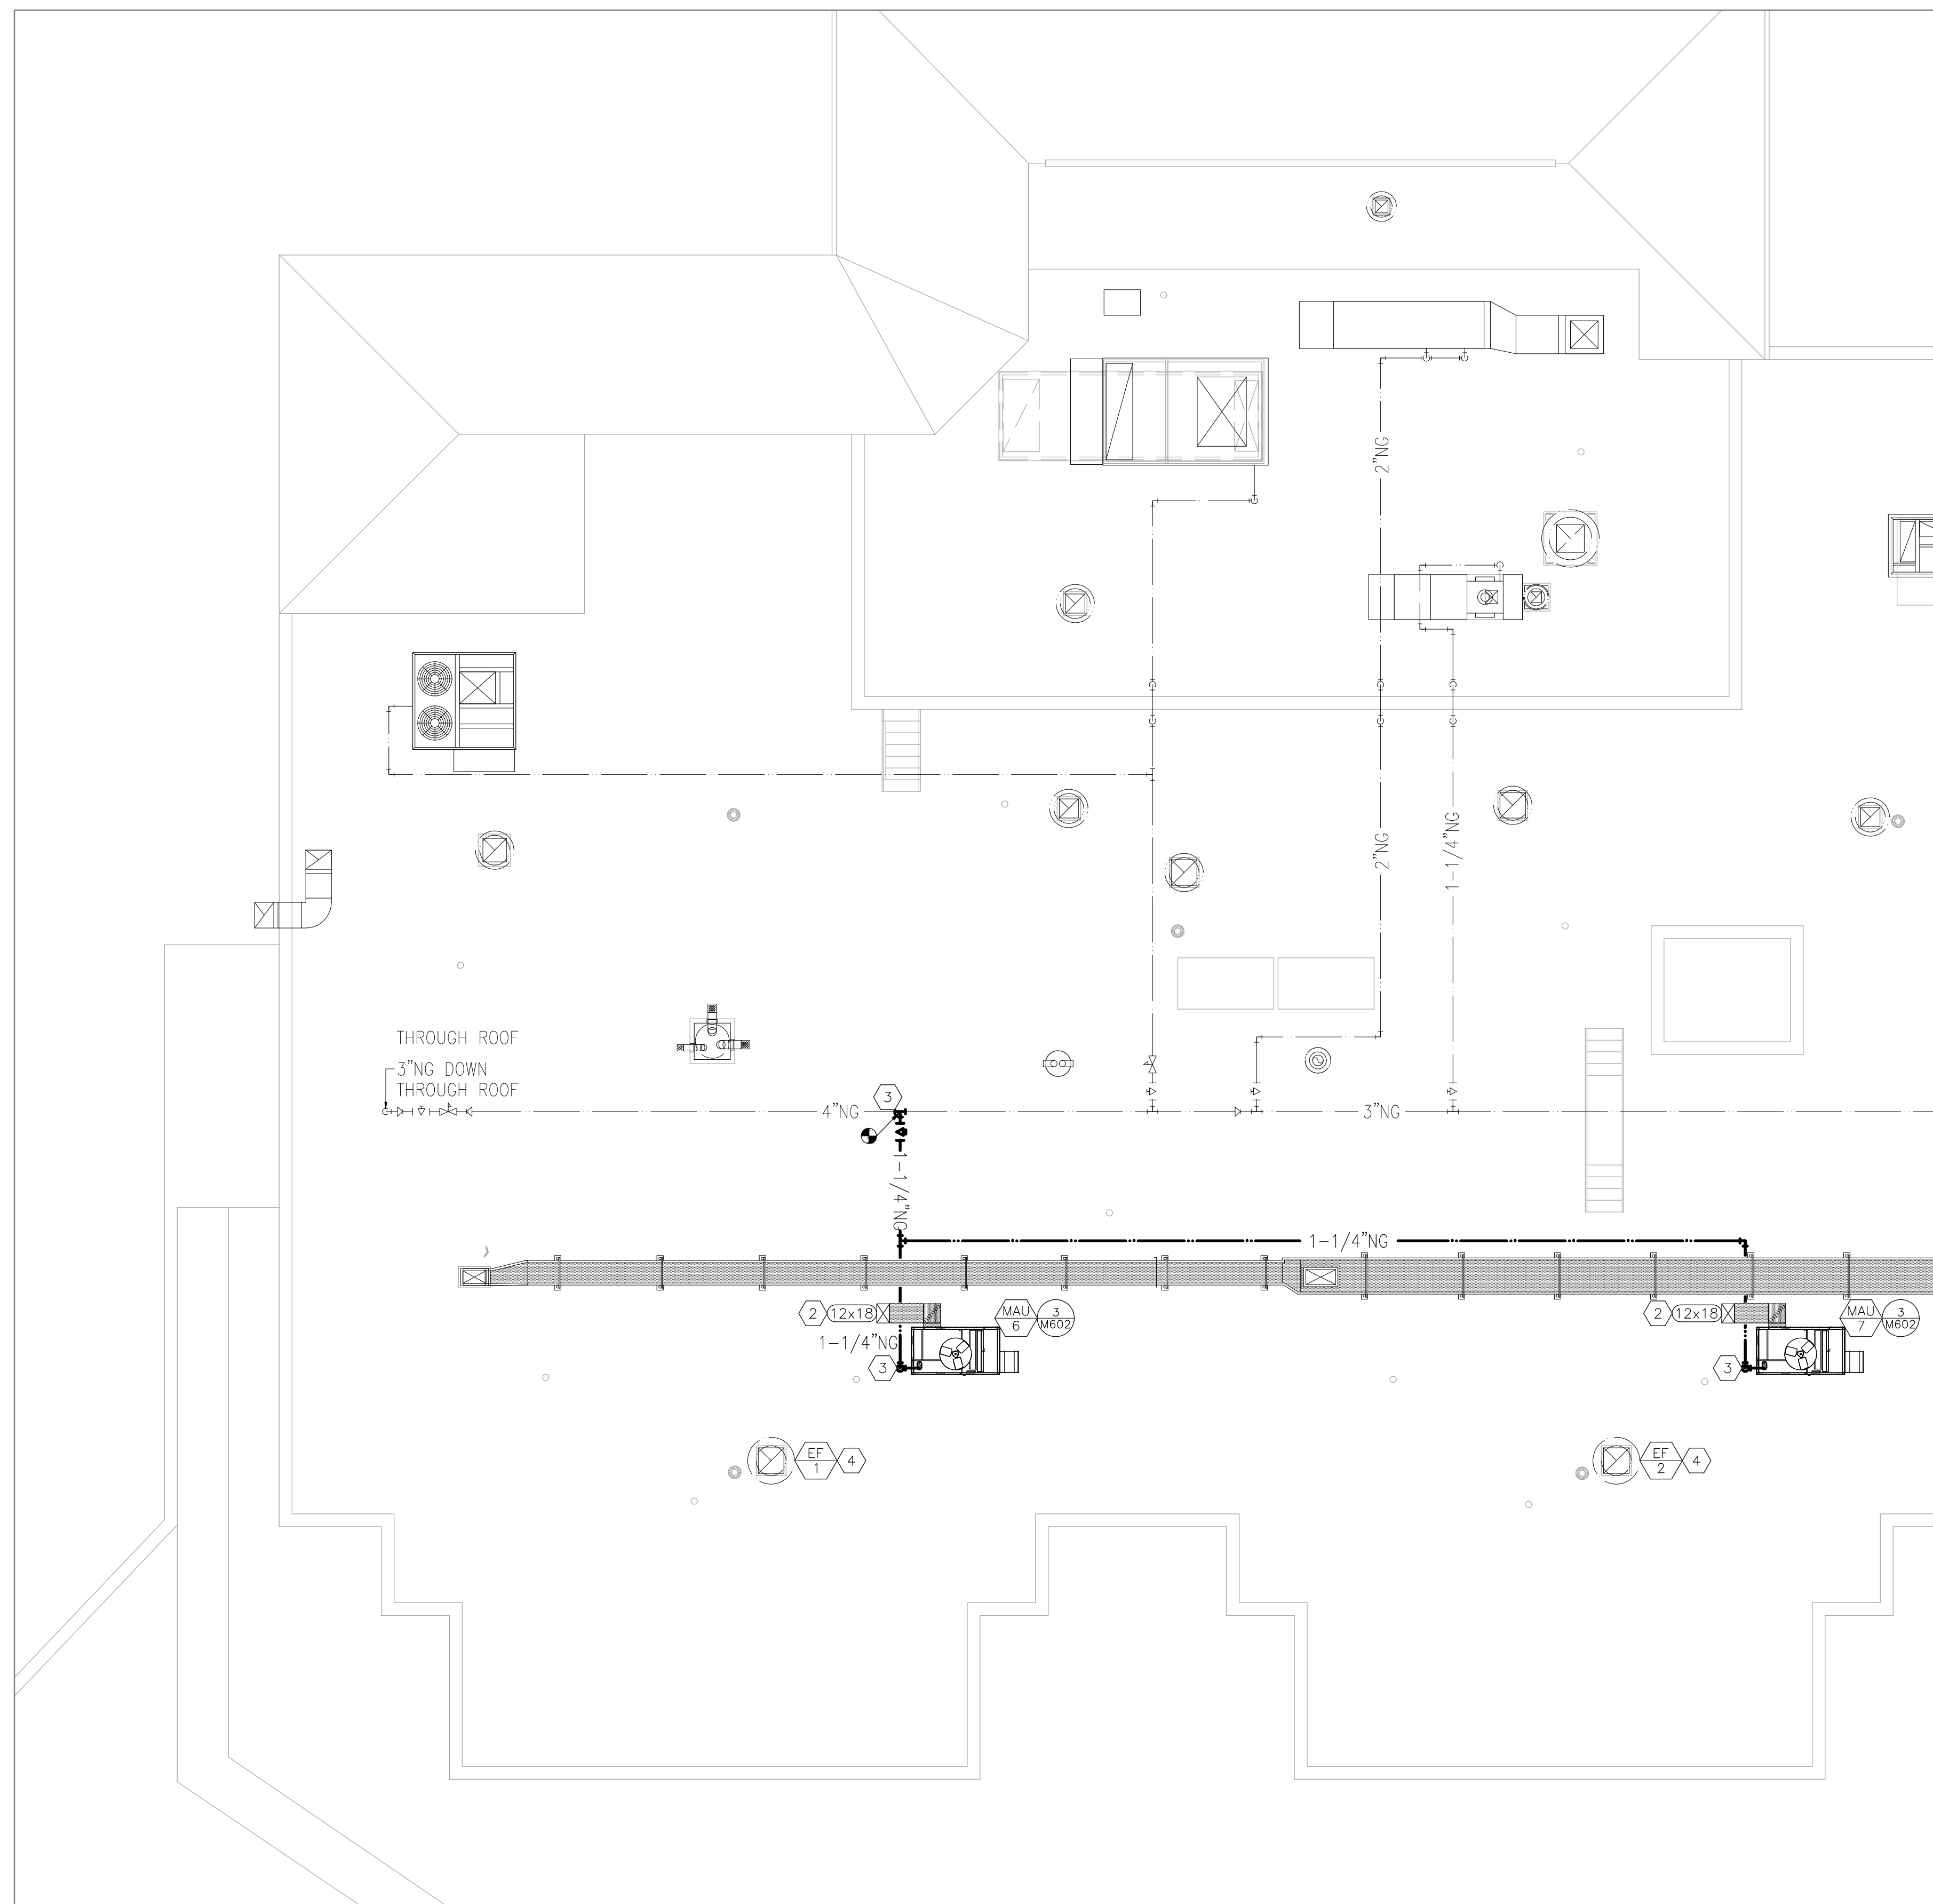 2"NG
2"NG
1-1/4"NG
THROUGH ROOF
3"NG DOWN
THROUGH ROOF
4"NG
3
3"NG
1-1/4"NG
1-1/4"NG
2
12x18
MAU
6
3
M602
1-1/4"NG
3
2
12x18
MAU
7
3
M602
3
EF
1
4
EF
2
4